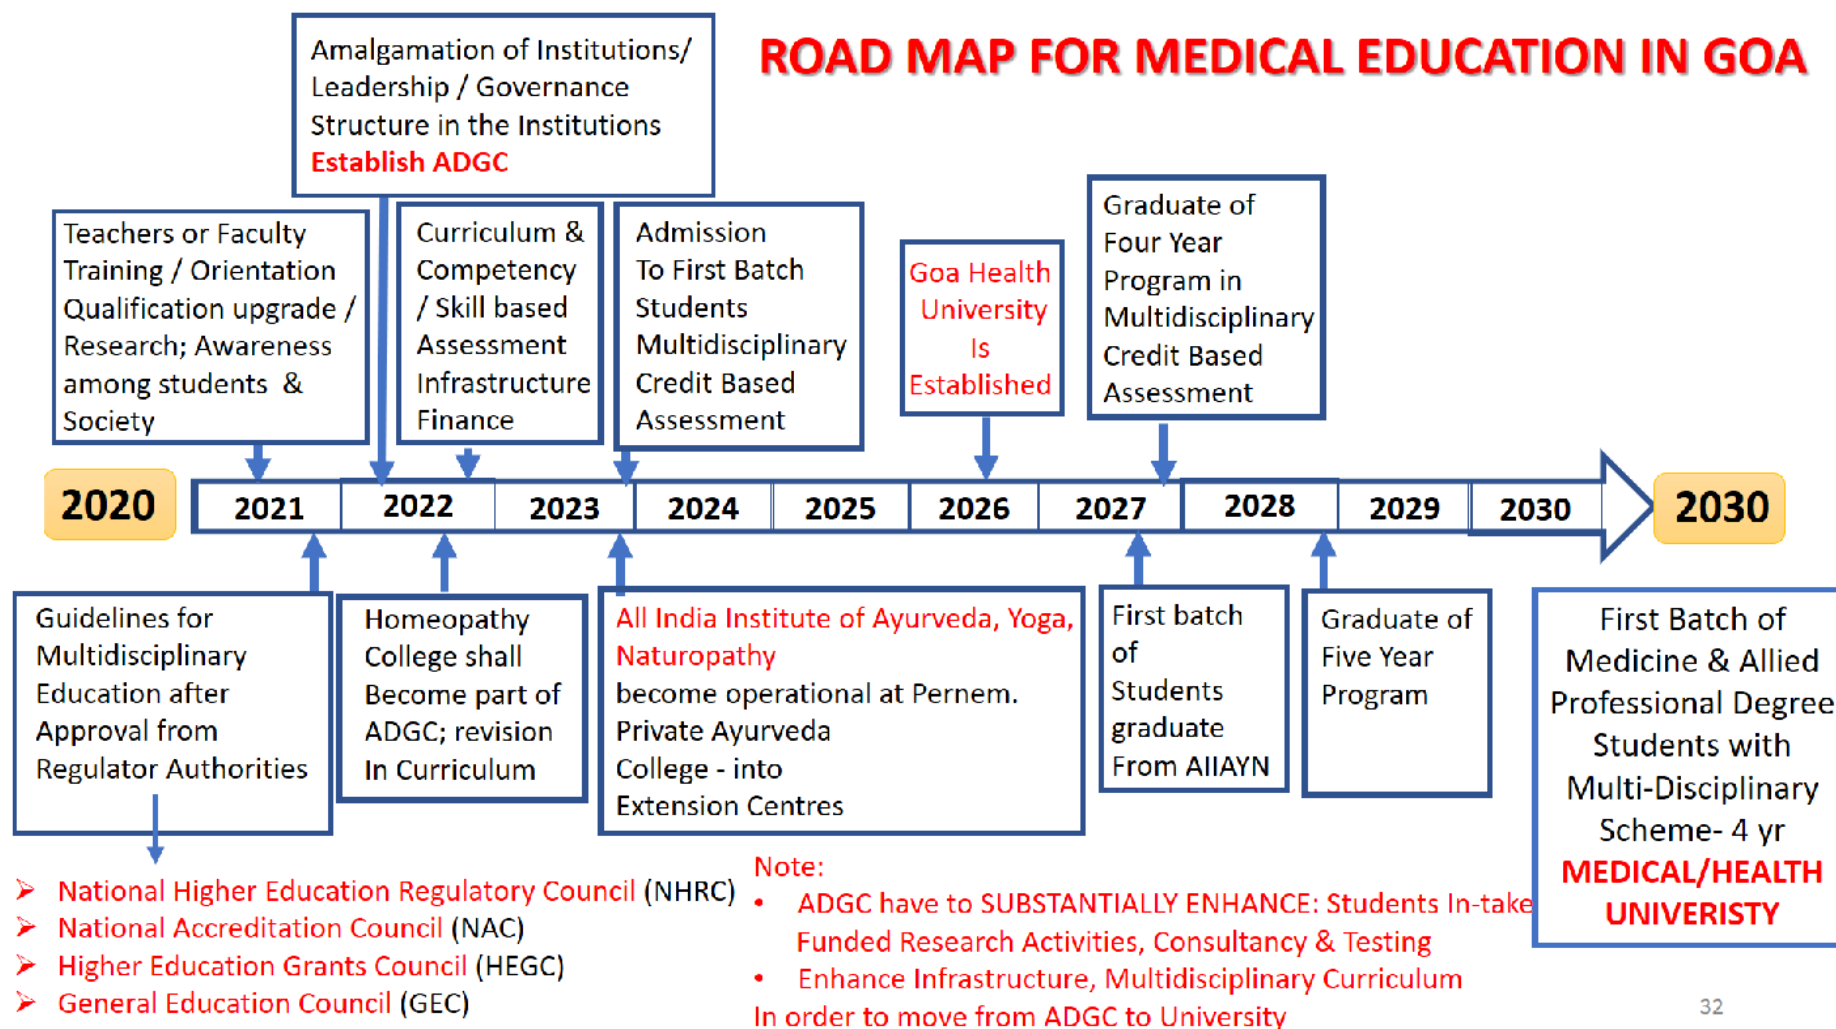 ROAD MAP FOR MEDICAL EDUCATION IN GOA
Amalgamation of Institutions/
Leadership / Governance
Structure in the Institutions
Establish ADGC
Teachers or Faculty
Training / Orientation
Qualification upgrade /
Research; Awareness
among students &
Society
Curriculum &
Competency
/ Skill based
Assessment
Infrastructure
Finance
Admission
To First Batch
Students
Multidisciplinary
Credit Based
Assessment
Goa Health
University
Is
Established
Graduate of
Four Year
Program in
Multidisciplinary
Credit Based
Assessment
2020
2021
2022
2023
2024
2025
2026
2027
2028
2029
2030
2030
Guidelines for
Multidisciplinary
Education after
Approval from
Regulator Authorities
Homeopathy
College shall
Become part of
ADGC; revision
In Curriculum
All India Institute of Ayurveda, Yoga,
Naturopathy
become operational at Pernem.
Private Ayurveda
College - into
Extension Centres
First batch
of
Students
graduate
From AIIAYN
Graduate of
Five Year
Program
First Batch of
Medicine & Allied
Professional Degree
Students with
Multi-Disciplinary
Scheme- 4 yr
MEDICAL/HEALTH
UNIVERISTY
➢ National Higher Education Regulatory Council (NHRC)
➢ National Accreditation Council (NAC)
➢ Higher Education Grants Council (HEGC)
➢ General Education Council (GEC)
Note:
• ADGC have to SUBSTANTIALLY ENHANCE: Students In-take
Funded Research Activities, Consultancy & Testing
• Enhance Infrastructure, Multidisciplinary Curriculum
In order to move from ADGC to University
32